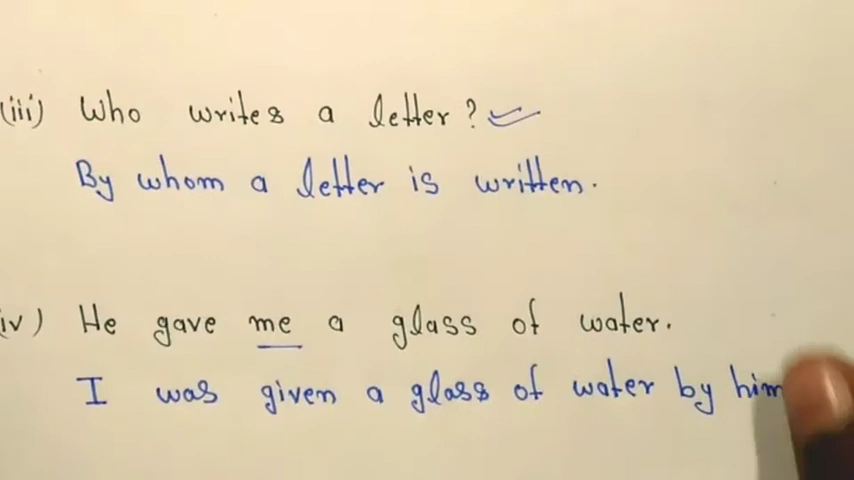 (iii) Who writes a letter?
By whom a letter is written.
iv) He gave me a glass of water.
I was given a glass of water by him